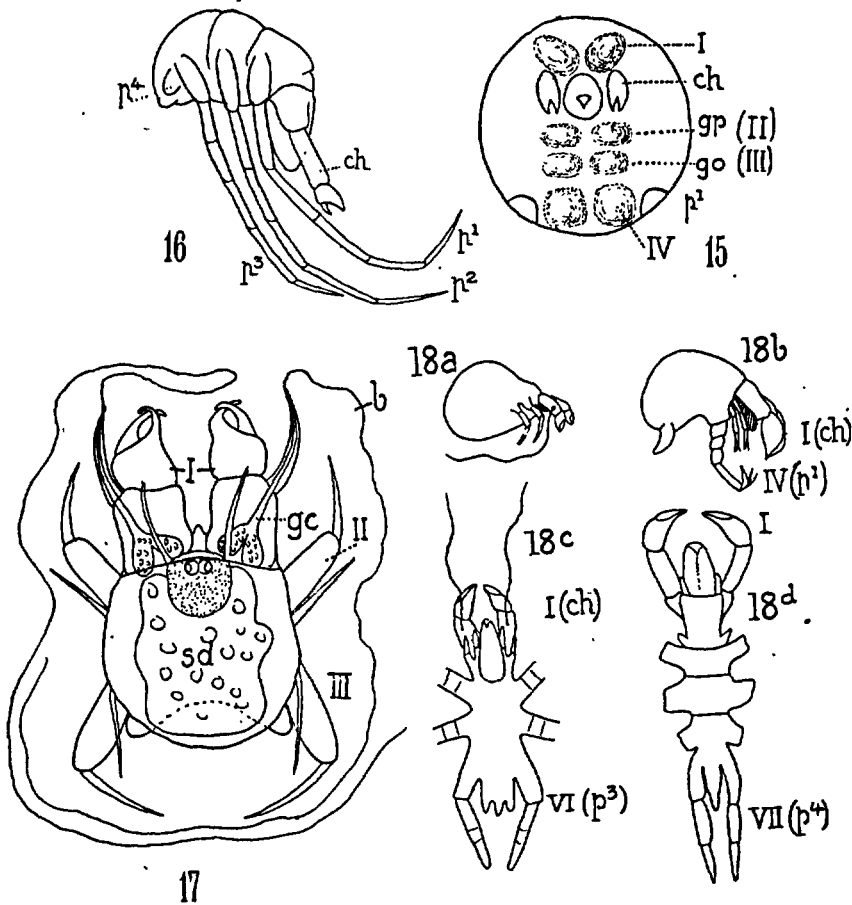 p⁴
ch
p¹
p²
p³
16
I
ch
gp (II)
go (III)
p¹
IV
15
b
I
gc
II
sd
III
17
18a
18b
I (ch)
IV (p¹)
18c
I (ch)
VI (p³)
I
18d
VII (p⁴)